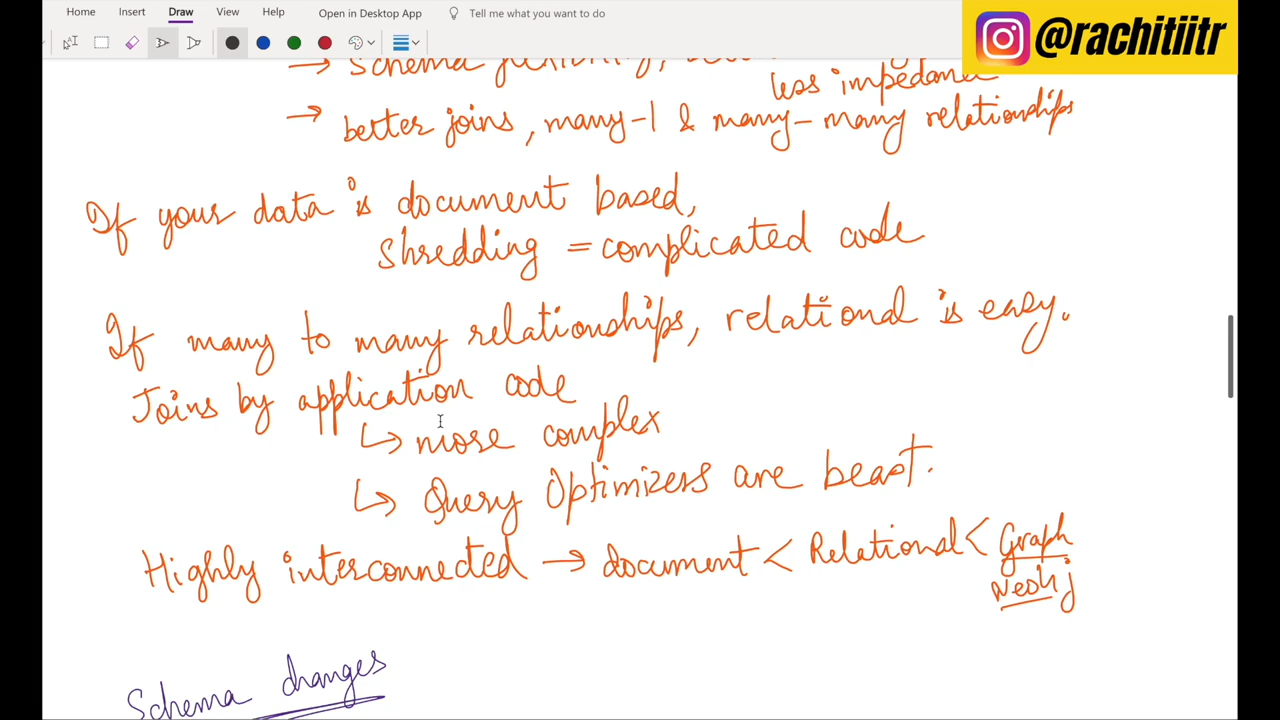 Home Insert Draw View Help Open in Desktop App Tell me what you want to do
@rachitiitr
→ Schema flexibility,
less impedance
→ better joins, many-1 & many-many relationships
If your data is document based,
Shredding = complicated code
If many to many relationships, relational is easy.
Joins by application code
↳ more complex
↳ Query Optimizers are beast.
Highly interconnected → document < Relational < Graph
Neo4j
Schema changes